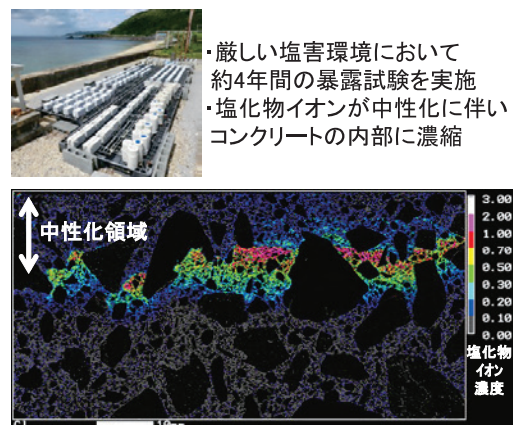 ・厳しい塩害環境において
約4年間の暴露試験を実施
・塩化物イオンが中性化に伴い
コンクリートの内部に濃縮
中性化領域
3.00
2.00
1.00
0.70
0.50
0.30
0.20
0.10
0.00
塩化物
イオン
濃度